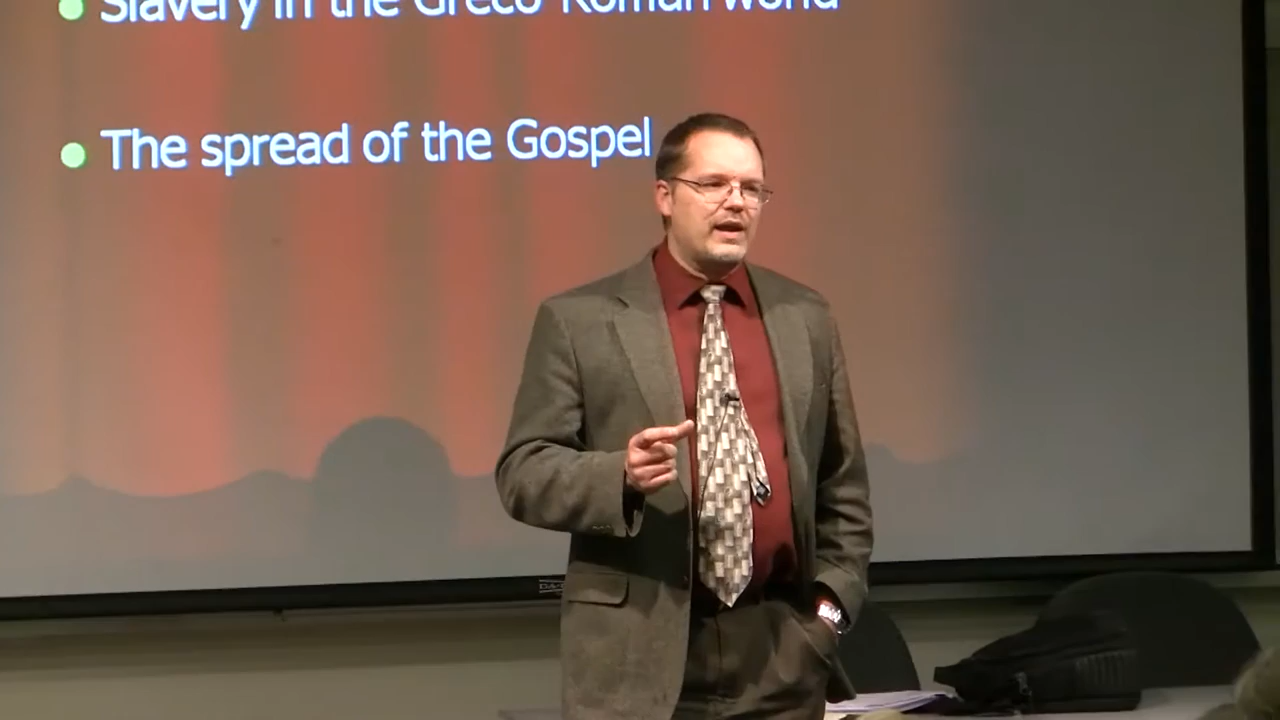 Slavery in the Greco-Roman world
The spread of the Gospel